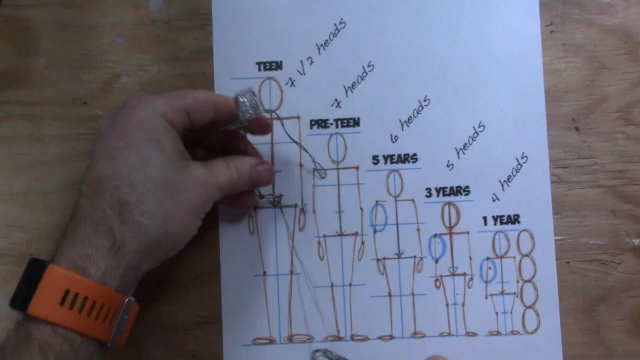 TEEN
7 1/2 heads
PRE-TEEN
7 heads
5 YEARS
6 heads
3 YEARS
5 heads
1 YEAR
4 heads